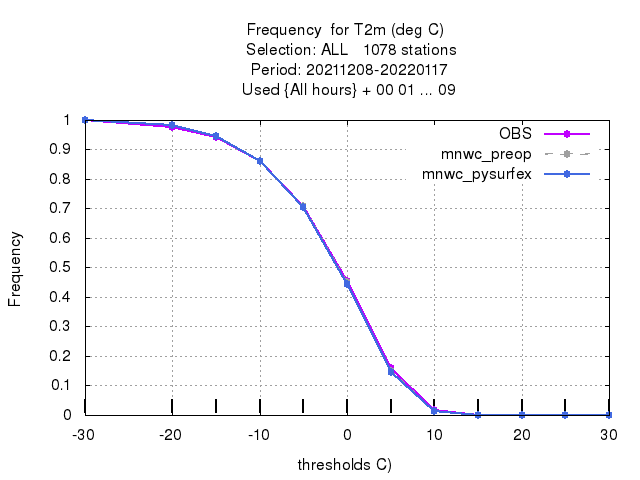 Frequency  for T2m (deg C)
Selection: ALL   1078 stations
Period: 20211208-20220117
Used {All hours} + 00 01 ... 09
OBS
mnwc_preop
mnwc_pysurfex
Frequency
1
0.9
0.8
0.7
0.6
0.5
0.4
0.3
0.2
0.1
0
-30 -20 -10 0 10 20 30
thresholds C)